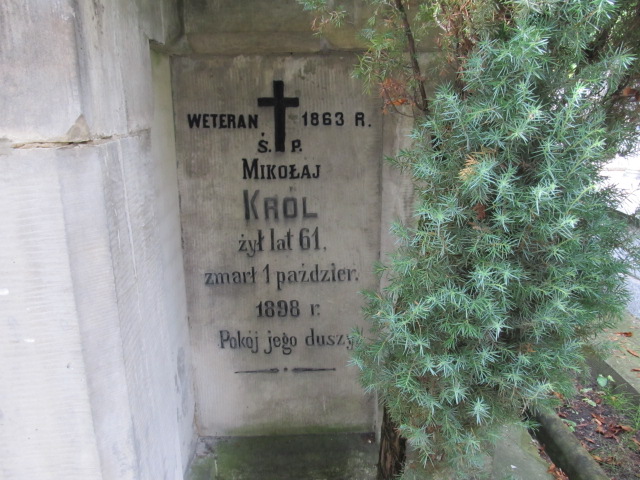 WETERAN 1863 R.
Ś. P.
MIKOŁAJ
KRÓL
żył lat 61.
zmarł 1 paździer.
1898 r.
Pokój jego duszy